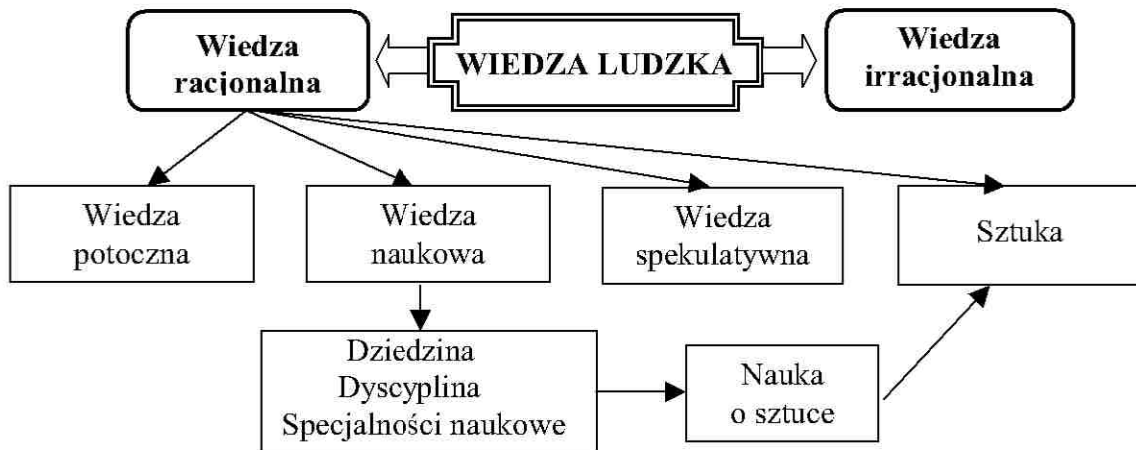 Wiedza
racjonalna
WIEDZA LUDZKA
Wiedza
irracjonalna
Wiedza
potoczna
Wiedza
naukowa
Wiedza
spekulatywna
Sztuka
Dziedzina
Dyscyplina
Specjalności naukowe
Nauka
o sztuce